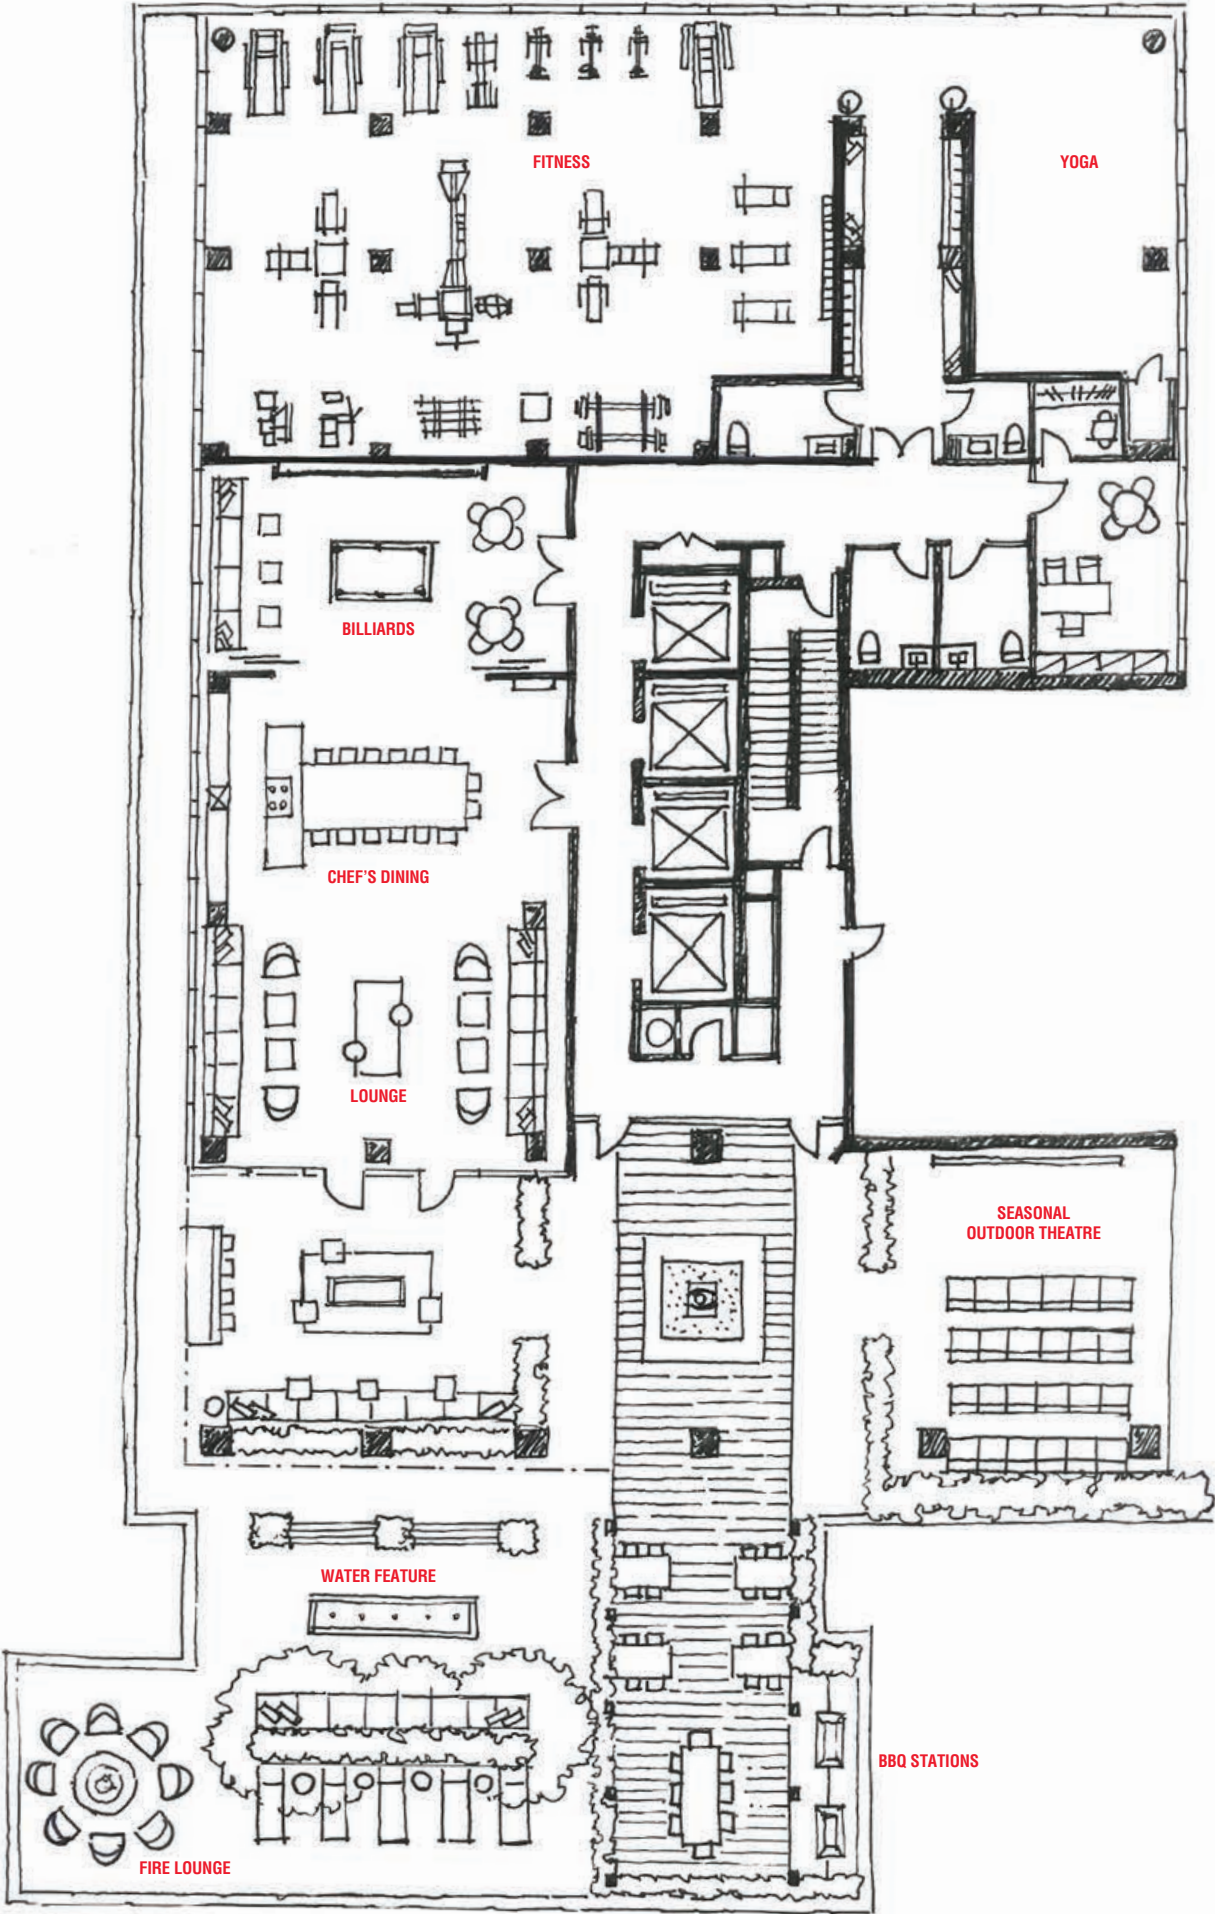 FITNESS
YOGA
BILLIARDS
CHEF'S DINING
LOUNGE
SEASONAL
OUTDOOR THEATRE
WATER FEATURE
BBQ STATIONS
FIRE LOUNGE